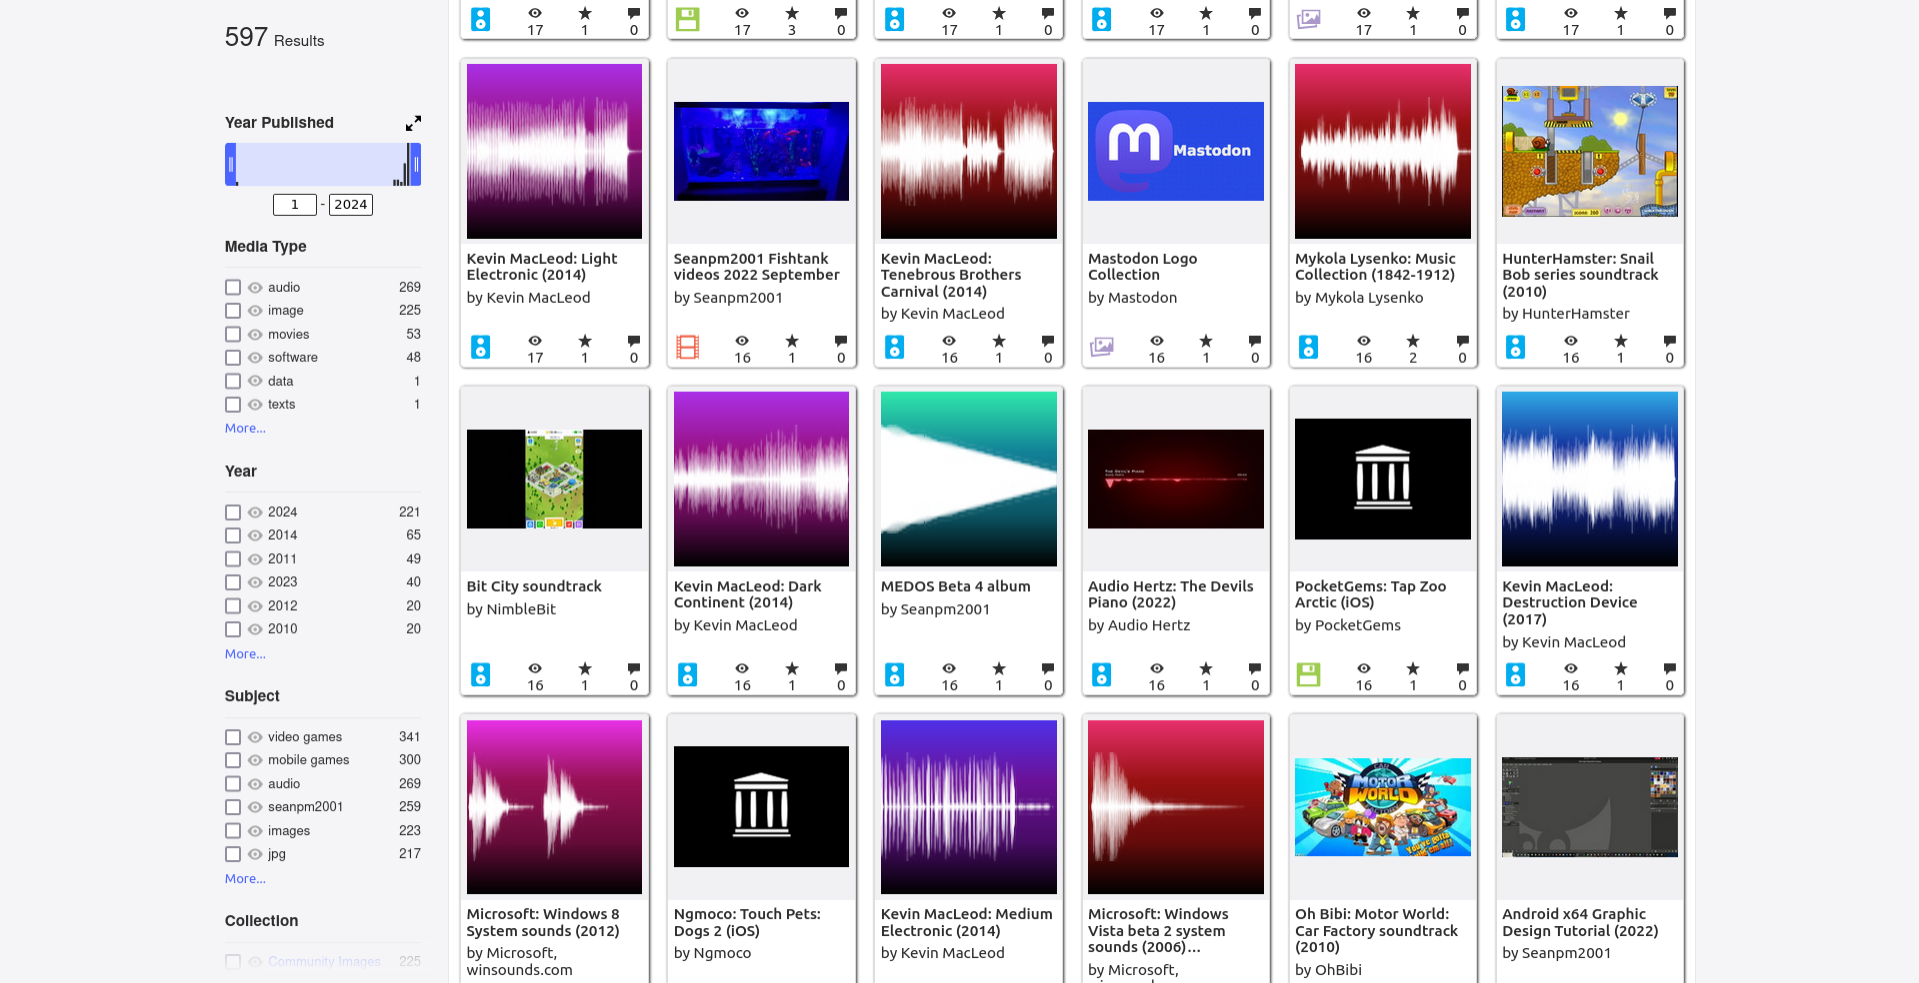 597 Results
Year Published
1 - 2024
Media Type
audio 269
image 225
movies 53
software 48
data 1
texts 1
More...
Year
2024 221
2014 65
2011 49
2023 40
2012 20
2010 20
More...
Subject
video games 341
mobile games 300
audio 269
seanpm2001 259
images 223
jpg 217
More...
Collection
Community Images 225
17 1 0
17 3 0
17 1 0
17 1 0
17 1 0
17 1 0
Kevin MacLeod: Light
Electronic (2014)
by Kevin MacLeod
17 1 0
Seanpm2001 Fishtank
videos 2022 September
by Seanpm2001
16 1 0
Kevin MacLeod:
Tenebrous Brothers
Carnival (2014)
by Kevin MacLeod
16 1 0
m Mastodon
Mastodon Logo
Collection
by Mastodon
16 1 0
Mykola Lysenko: Music
Collection (1842-1912)
by Mykola Lysenko
16 2 0
HunterHamster: Snail
Bob series soundtrack
(2010)
by HunterHamster
16 1 0
Bit City soundtrack
by NimbleBit
16 1 0
Kevin MacLeod: Dark
Continent (2014)
by Kevin MacLeod
16 1 0
MEDOS Beta 4 album
by Seanpm2001
16 1 0
The Devil's Piano
Audio Hertz: The Devils
Piano (2022)
by Audio Hertz
16 1 0
PocketGems: Tap Zoo
Arctic (iOS)
by PocketGems
16 1 0
Kevin MacLeod:
Destruction Device
(2017)
by Kevin MacLeod
16 1 0
Microsoft: Windows 8
System sounds (2012)
by Microsoft,
winsounds.com
Ngmoco: Touch Pets:
Dogs 2 (iOS)
by Ngmoco
Kevin MacLeod: Medium
Electronic (2014)
by Kevin MacLeod
Microsoft: Windows
Vista beta 2 system
sounds (2006)...
by Microsoft,
CAR
MOTOR
WORLD
You've gotta
Oh Bibi: Motor World:
Car Factory soundtrack
(2010)
by OhBibi
Android x64 Graphic
Design Tutorial (2022)
by Seanpm2001